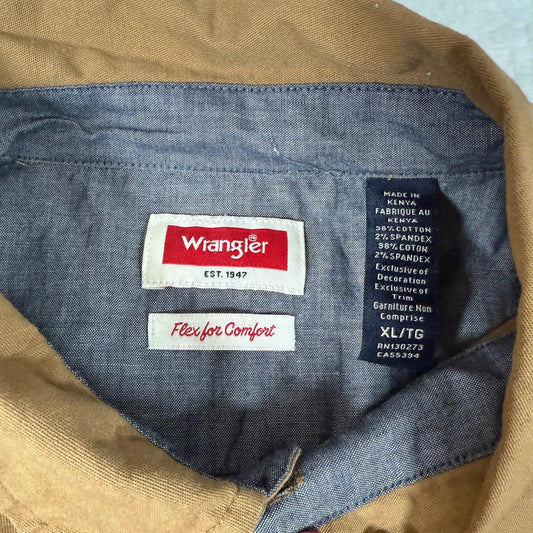 Wrangler
EST. 1947
Flex for Comfort
MADE IN
KENYA
FABRIQUE AU
KENYA
98% COTTON
2% SPANDEX
98% COTON
2% SPANDEX
Exclusive of
Decoration
Exclusive of
Trim
Garniture Non
Comprise
XL/TG
RN130273
CA55394